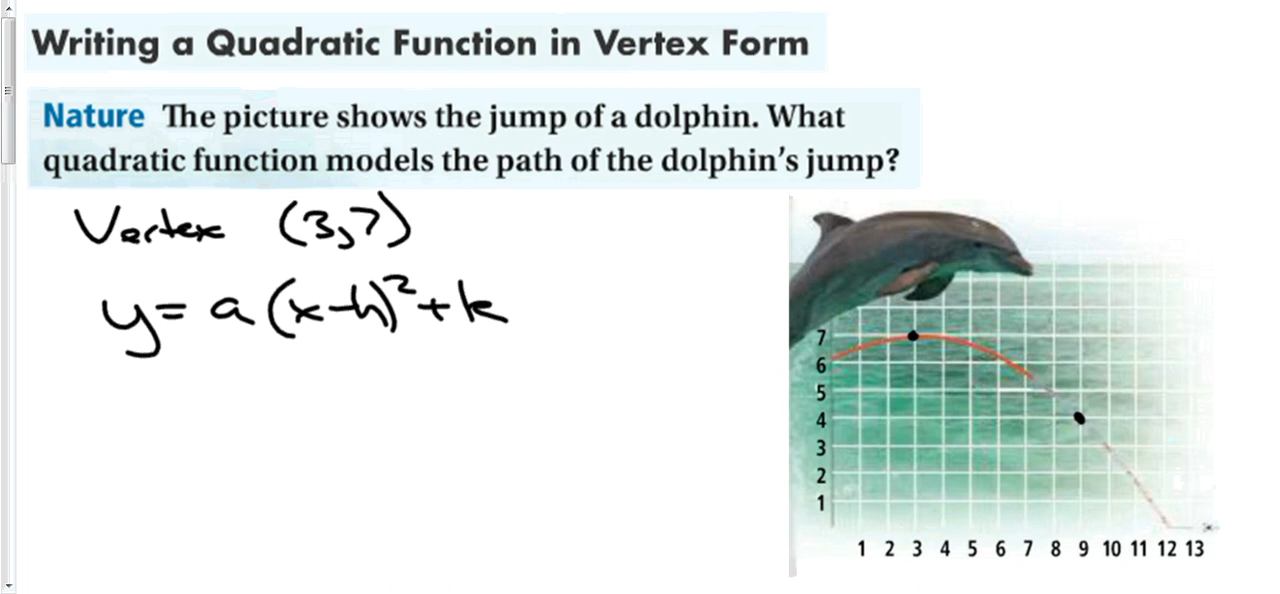 Writing a Quadratic Function in Vertex Form
Nature The picture shows the jump of a dolphin. What
quadratic function models the path of the dolphin's jump?
Vertex (3,7)
y = a(x-h)²+k
7
6
5
4
3
2
1
1 2 3 4 5 6 7 8 9 10 11 12 13